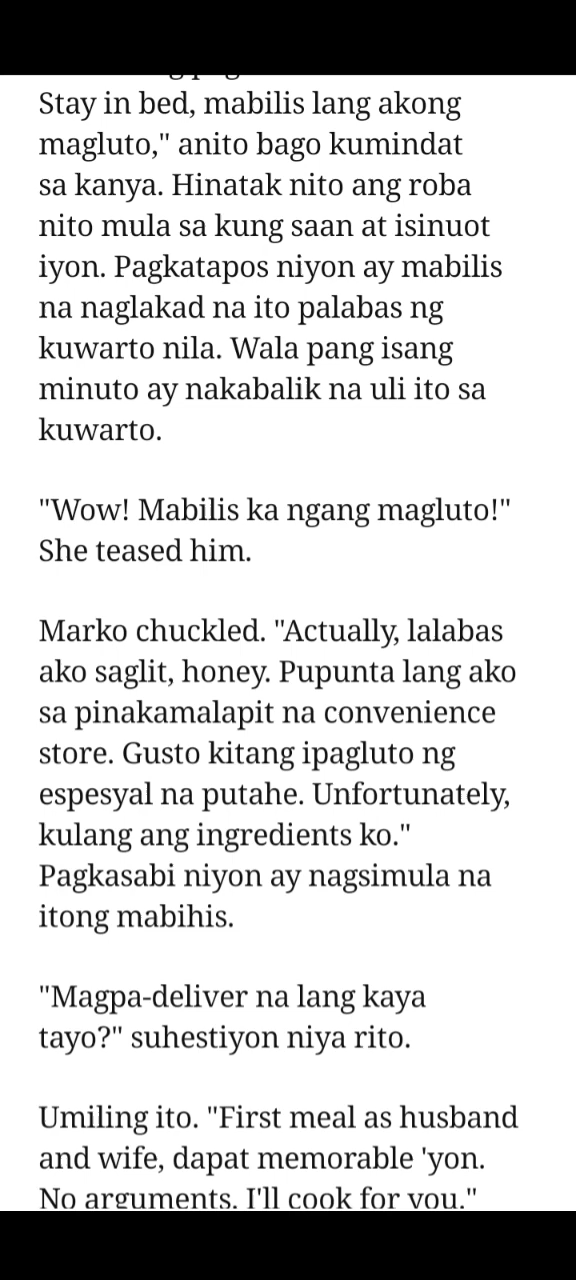 Stay in bed, mabilis lang akong
magluto," anito bago kumindat
sa kanya. Hinatak nito ang roba
nito mula sa kung saan at isinuot
iyon. Pagkatapos niyon ay mabilis
na naglakad na ito palabas ng
kuwarto nila. Wala pang isang
minuto ay nakabalik na uli ito sa
kuwarto.
"Wow! Mabilis ka ngang magluto!"
She teased him.
Marko chuckled. "Actually, lalabas
ako saglit, honey. Pupunta lang ako
sa pinakamalapit na convenience
store. Gusto kitang ipagluto ng
espesyal na putahe. Unfortunately,
kulang ang ingredients ko."
Pagkasabi niyon ay nagsimula na
itong mabihis.
"Magpa-deliver na lang kaya
tayo?" suhestiyon niya rito.
Umiling ito. "First meal as husband
and wife, dapat memorable 'yon.
No arguments. I'll cook for you."